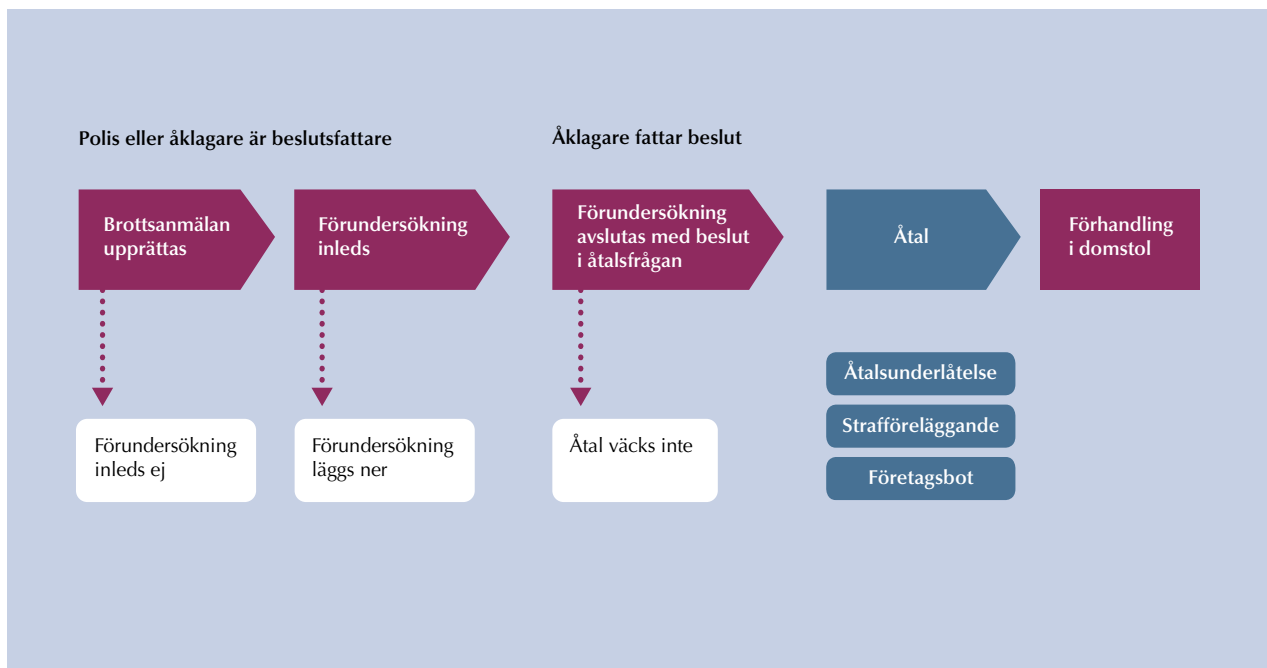 Polis eller åklagare är beslutsfattare
Åklagare fattar beslut
Brottsanmälan
upprättas
Förundersökning
inleds
Förundersökning
avslutas med beslut
i åtalsfrågan
Åtal
Förhandling
i domstol
Förundersökning
inleds ej
Förundersökning
läggs ner
Åtal väcks inte
Åtalsunderlåtelse
Strafföreläggande
Företagsbot